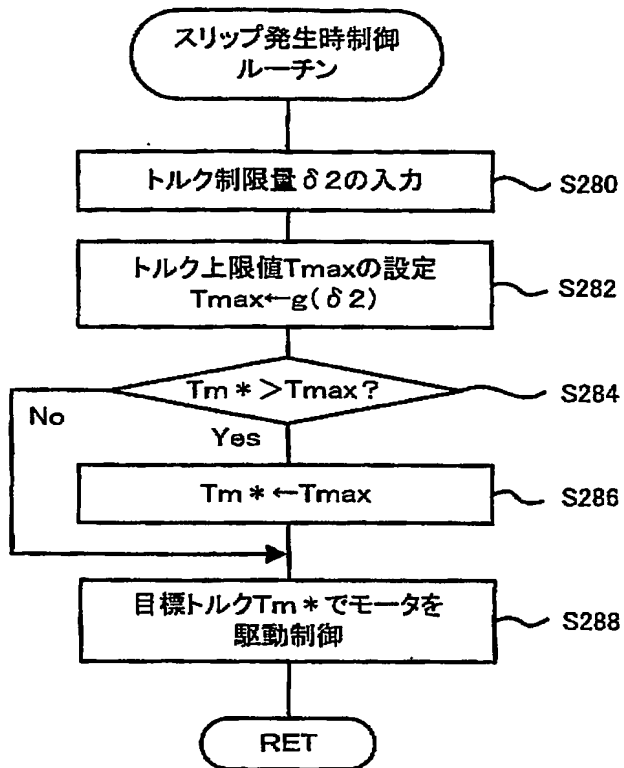 スリップ発生時制御
ルーチン
トルク制限量δ2の入力
S280
トルク上限値Tmaxの設定
Tmax←g(δ2)
S282
Tm*>Tmax?
S284
No
Yes
Tm*←Tmax
S286
目標トルクTm*でモータを
駆動制御
S288
RET